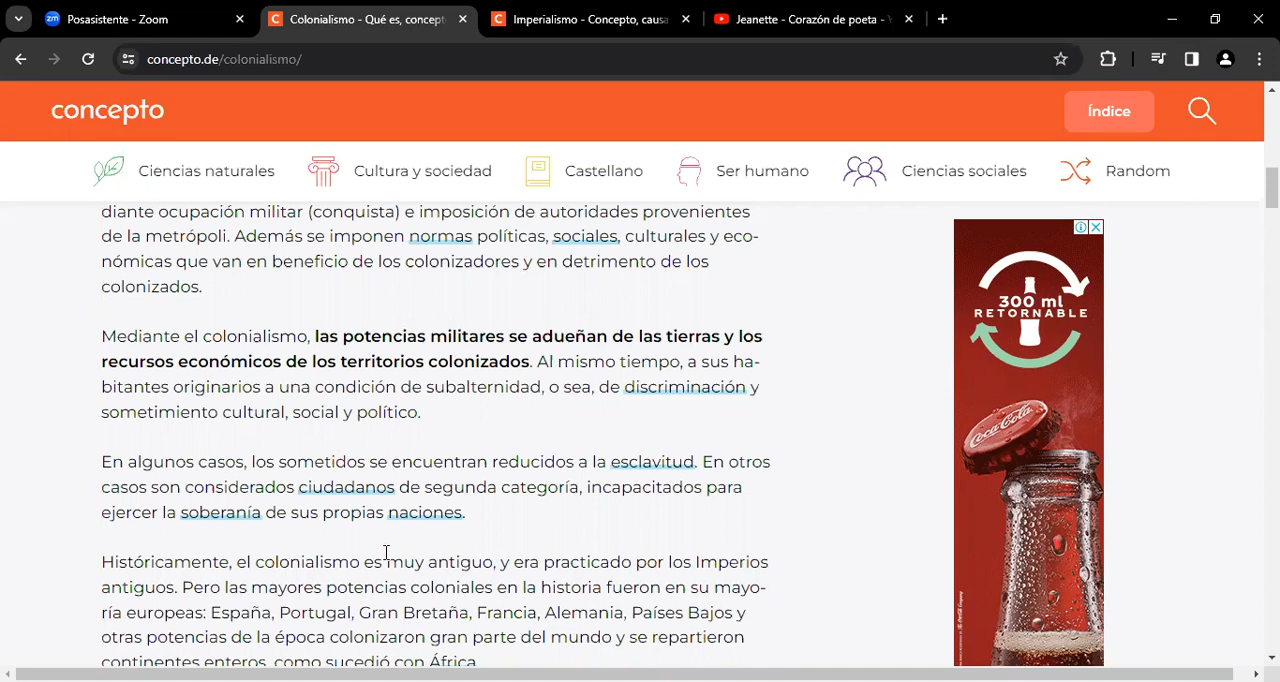 Posasistente - Zoom
Colonialismo - Qué es, concept
Imperialismo - Concepto, causa
Jeanette - Corazón de poeta -
concepto.de/colonialismo/
concepto
Índice
Ciencias naturales
Cultura y sociedad
Castellano
Ser humano
Ciencias sociales
Random
diante ocupación militar (conquista) e imposición de autoridades provenientes
de la metrópoli. Además se imponen normas políticas, sociales, culturales y eco-
nómicas que van en beneficio de los colonizadores y en detrimento de los
colonizados.
Mediante el colonialismo, las potencias militares se adueñan de las tierras y los
recursos económicos de los territorios colonizados. Al mismo tiempo, a sus ha-
bitantes originarios a una condición de subalternidad, o sea, de discriminación y
sometimiento cultural, social y político.
En algunos casos, los sometidos se encuentran reducidos a la esclavitud. En otros
casos son considerados ciudadanos de segunda categoría, incapacitados para
ejercer la soberanía de sus propias naciones.
Históricamente, el colonialismo es muy antiguo, y era practicado por los Imperios
antiguos. Pero las mayores potencias coloniales en la historia fueron en su mayo-
ría europeas: España, Portugal, Gran Bretaña, Francia, Alemania, Países Bajos y
otras potencias de la época colonizaron gran parte del mundo y se repartieron
continentes enteros, como sucedió con África.
300 ml
RETORNABLE
Coca-Cola